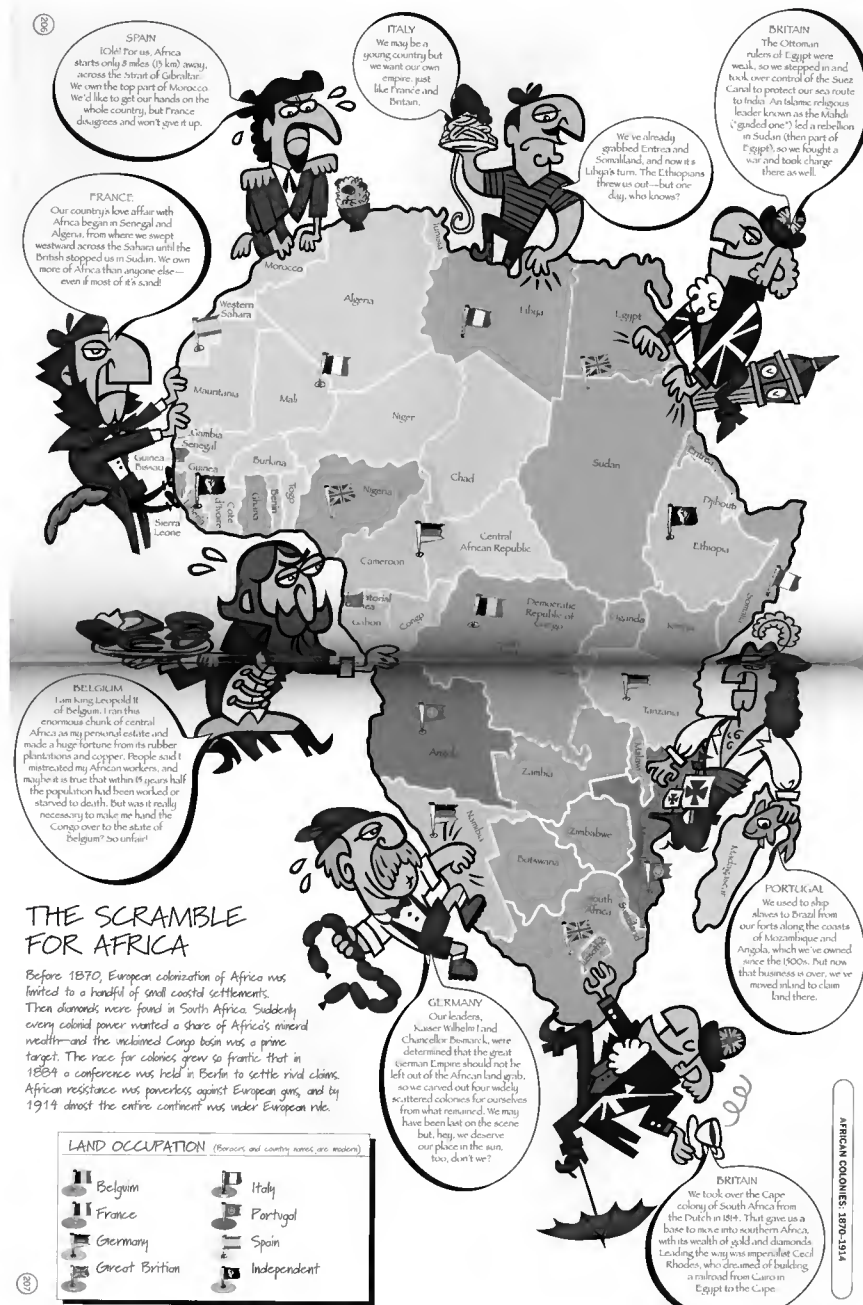 206
SPAIN
¡Olé! For us, Africa
starts only 8 miles (13 km) away,
across the Strait of Gibraltar.
We own the top part of Morocco.
We'd like to get our hands on the
whole country, but France
disagrees and won't give it up.
ITALY
We may be a
young country but
we want our own
empire, just
like France and
Britain.
We've already
grabbed Eritrea and
Somaliland, and now it's
Libya's turn. The Ethiopians
threw us out—but one
day, who knows?
BRITAIN
The Ottoman
rulers of Egypt were
weak, so we stepped in and
took over control of the Suez
Canal to protect our sea route
to India. An Islamic religious
leader known as the Mahdi
("guided one") led a rebellion
in Sudan (then part of
Egypt), so we fought a
war and took charge
there as well.
FRANCE
Our country's love affair with
Africa began in Senegal and
Algeria, from where we swept
westward across the Sahara until the
British stopped us in Sudan. We own
more of Africa than anyone else—
even if most of it's sand!
Morocco
Tunisia
Algeria
Western
Sahara
Libya
Egypt
Mauritania
Mali
Niger
Chad
Sudan
Eritrea
Gambia
Senegal
Guinea
Bissau
Guinea
Burkina
Sierra
Leone
Cote
d'Ivoire
Ghana
Togo
Benin
Nigeria
Djibouti
Ethiopia
Cameroon
Central
African Republic
Somalia
Gabon
Congo
Democratic
Republic of
Congo
Uganda
Kenya
Tanzania
Angola
Zambia
Malawi
Namibia
Botswana
Zimbabwe
Madagascar
South
Africa
BELGIUM
I am King Leopold II
of Belgium. I ran this
enormous chunk of central
Africa as my personal estate and
made a huge fortune from its rubber
plantations and copper. People said I
mistreated my African workers, and
maybe it is true that within 15 years half
the population had been worked or
starved to death. But was it really
necessary to make me hand the
Congo over to the state of
Belgium? So unfair!
PORTUGAL
We used to ship
slaves to Brazil from
our forts along the coasts
of Mozambique and
Angola, which we've owned
since the 1500s. But now
that business is over, we've
moved inland to claim
land there.
THE SCRAMBLE
FOR AFRICA
Before 1870, European colonization of Africa was
limited to a handful of small coastal settlements.
Then diamonds were found in South Africa. Suddenly
every colonial power wanted a share of Africa's mineral
wealth—and the unclaimed Congo basin was a prime
target. The race for colonies grew so frantic that in
1884 a conference was held in Berlin to settle rival claims.
African resistance was powerless against European guns, and by
1914 almost the entire continent was under European rule.
GERMANY
Our leaders,
Kaiser Wilhelm I and
Chancellor Bismarck, were
determined that the great
German Empire should not be
left out of the African land grab,
so we carved out four widely
scattered colonies for ourselves
from what remained. We may
have been last on the scene
but, hey, we deserve
our place in the sun,
too, don't we?
BRITAIN
We took over the Cape
colony of South Africa from
the Dutch in 1814. That gave us a
base to move into southern Africa,
with its wealth of gold and diamonds.
Leading the way was imperialist Cecil
Rhodes, who dreamed of building
a railroad from Cairo in
Egypt to the Cape.
LAND OCCUPATION (Borders and country names are modern)
Belguim
France
Germany
Great Brition
Italy
Portugal
Spain
Independent
AFRICAN COLONIES: 1870–1914
207